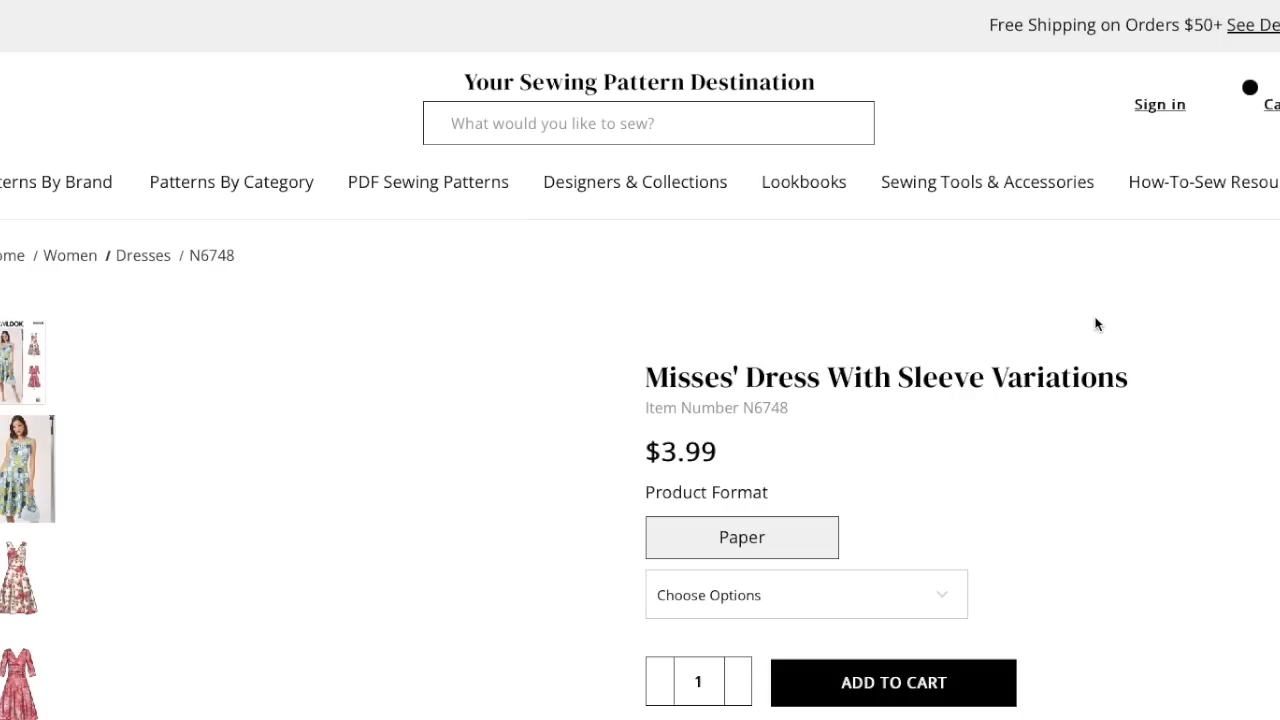 Free Shipping on Orders $50+ See De
Your Sewing Pattern Destination
What would you like to sew?
Sign in
Ca
terns By Brand Patterns By Category PDF Sewing Patterns Designers & Collections Lookbooks Sewing Tools & Accessories How-To-Sew Resou
ome / Women / Dresses / N6748
Misses' Dress With Sleeve Variations
Item Number N6748
$3.99
Product Format
Paper
Choose Options
1
ADD TO CART